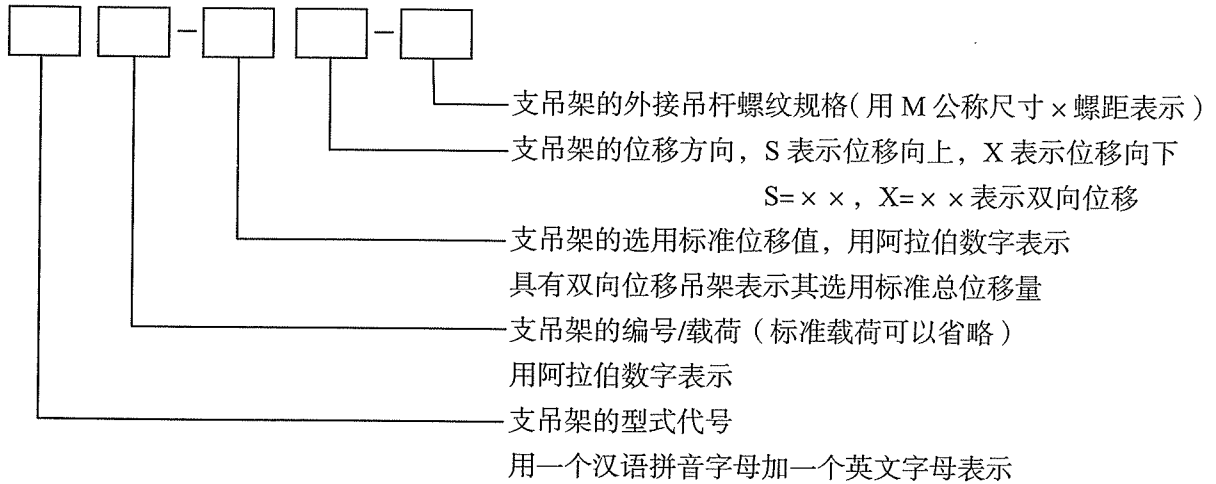 支吊架的外接吊杆螺纹规格（用 M 公称尺寸×螺距表示）
支吊架的位移方向，S 表示位移向上，X 表示位移向下
S=××，X=××表示双向位移
支吊架的选用标准位移值，用阿拉伯数字表示
具有双向位移吊架表示其选用标准总位移量
支吊架的编号/载荷（标准载荷可以省略）
用阿拉伯数字表示
支吊架的型式代号
用一个汉语拼音字母加一个英文字母表示